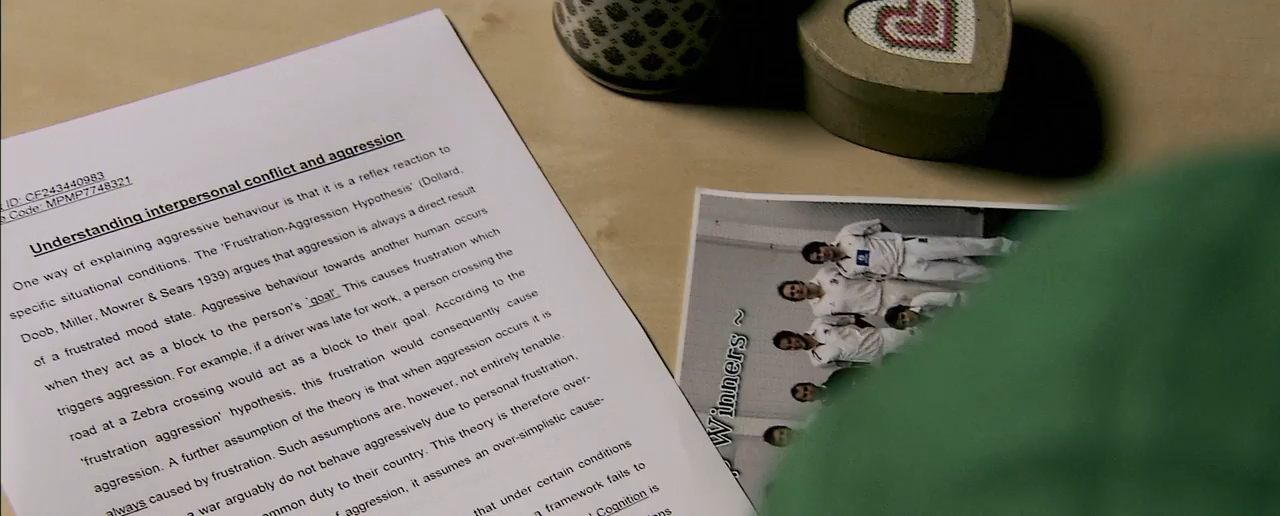 ID: CF243440983
Code: MPMP7748321
Understanding interpersonal conflict and aggression
One way of explaining aggressive behaviour is that it is a reflex reaction to
specific situational conditions. The 'Frustration-Aggression Hypothesis' (Dollard,
Doob, Miller, Mowrer & Sears 1939) argues that aggression is always a direct result
of a frustrated mood state. Aggressive behaviour towards another human occurs
when they act as a block to the person's `goal'. This causes frustration which
triggers aggression. For example, if a driver was late for work, a person crossing the
road at a Zebra crossing would act as a block to their goal. According to the
'frustration aggression' hypothesis, this frustration would consequently cause
aggression. A further assumption of the theory is that when aggression occurs it is
always caused by frustration. Such assumptions are, however, not entirely tenable.
a war arguably do not behave aggressively due to personal frustration,
common duty to their country. This theory is therefore over-
of aggression, it assumes an over-simplistic cause-
that under certain conditions
a framework fails to
Cognition is
Winners ~